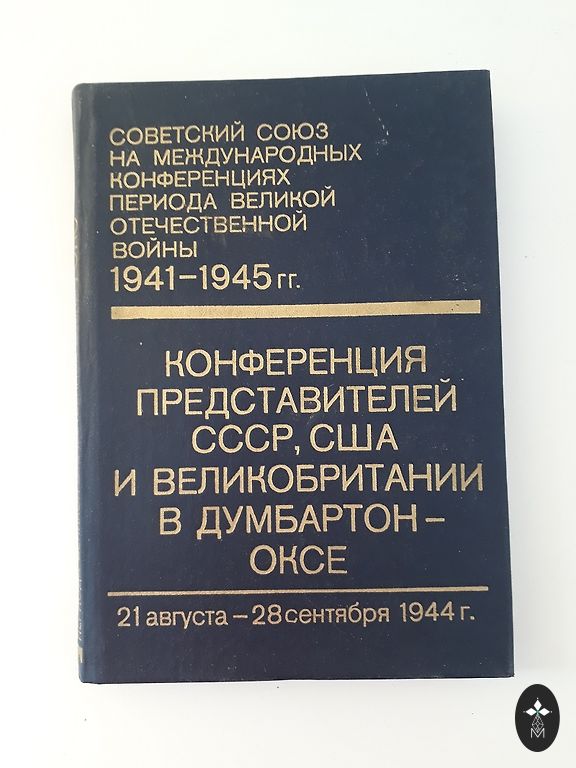 СОВЕТСКИЙ СОЮЗ
НА МЕЖДУНАРОДНЫХ
КОНФЕРЕНЦИЯХ
ПЕРИОДА ВЕЛИКОЙ
ОТЕЧЕСТВЕННОЙ
ВОЙНЫ
1941–1945 гг.
КОНФЕРЕНЦИЯ
ПРЕДСТАВИТЕЛЕЙ
СССР, США
И ВЕЛИКОБРИТАНИИ
В ДУМБАРТОН–
ОКСЕ
21 августа – 28 сентября 1944 г.
M